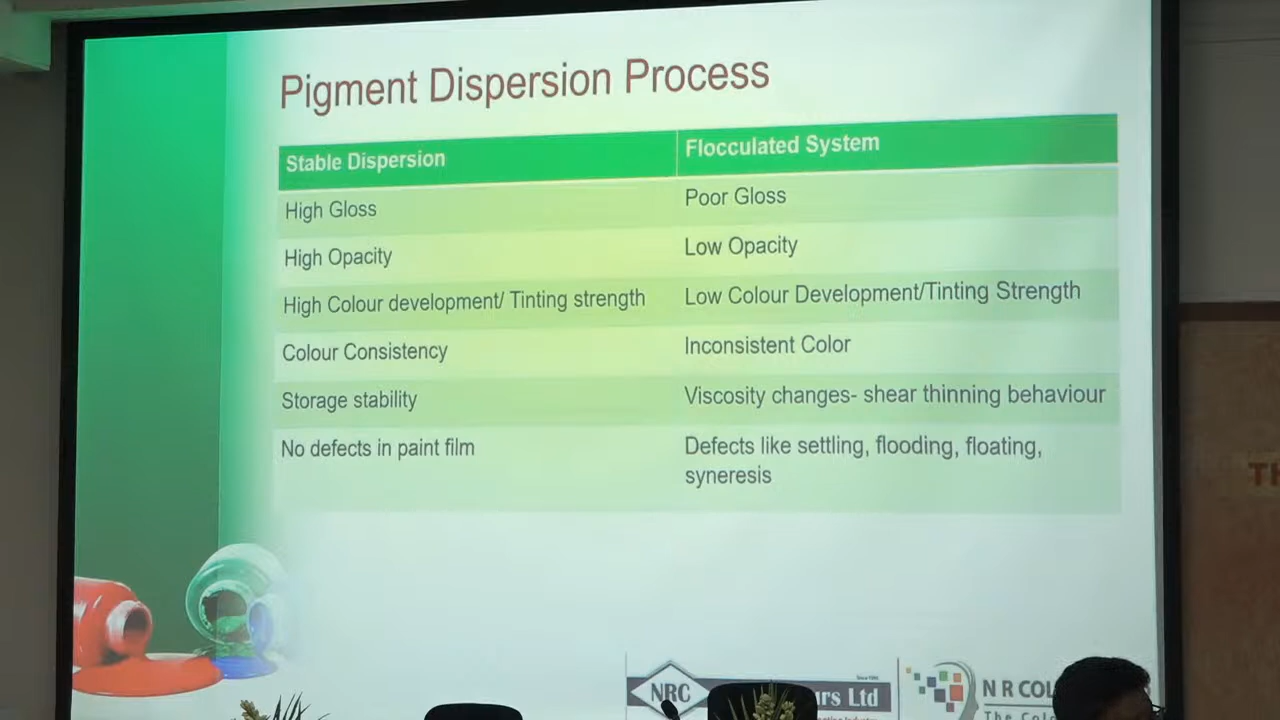 Pigment Dispersion Process
Stable Dispersion
Flocculated System
High Gloss
Poor Gloss
High Opacity
Low Opacity
High Colour development/ Tinting strength
Low Colour Development/Tinting Strength
Colour Consistency
Inconsistent Color
Storage stability
Viscosity changes- shear thinning behaviour
No defects in paint film
Defects like settling, flooding, floating,
syneresis
NRC
Ltd
N R
The